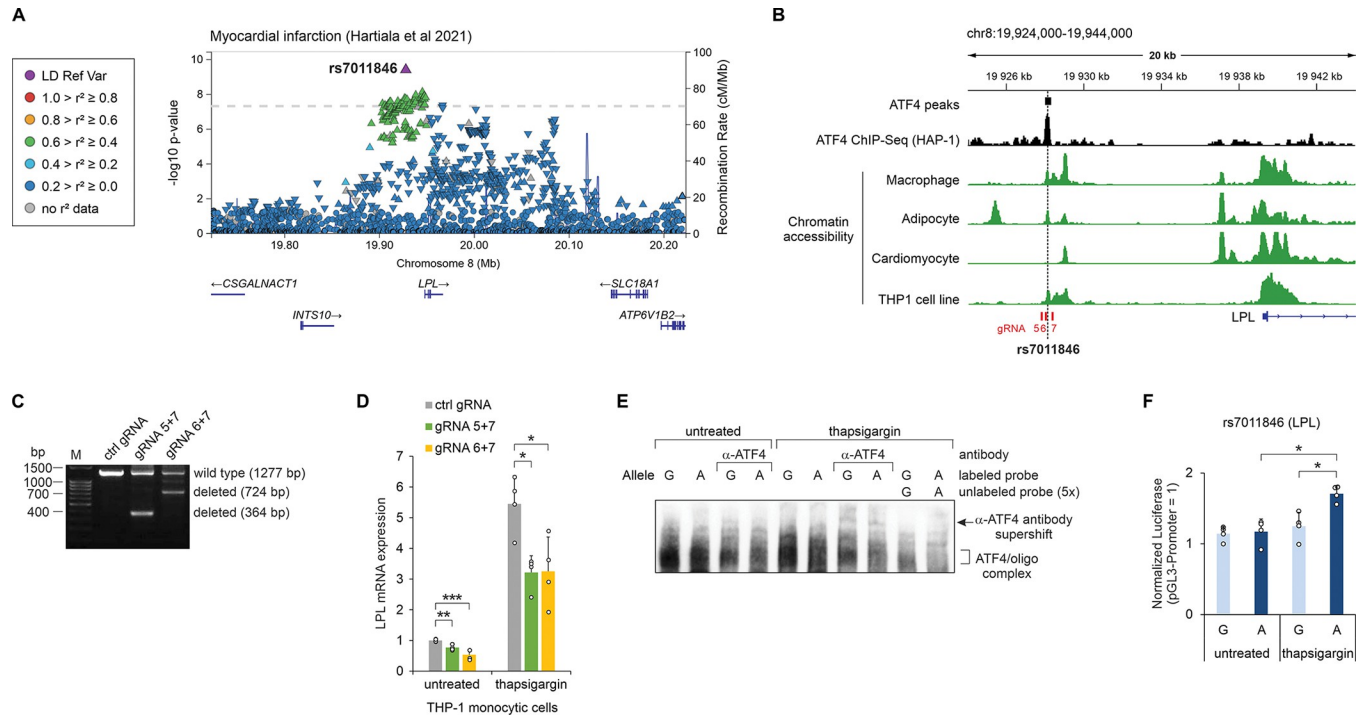 A
Myocardial infarction (Hartiala et al 2021)
LD Ref Var
1.0 > r² ≥ 0.8
0.8 > r² ≥ 0.6
0.6 > r² ≥ 0.4
0.4 > r² ≥ 0.2
0.2 > r² ≥ 0.0
no r² data
rs7011846
-log10 p-value
10
8
6
4
2
0
Recombination Rate (cM/Mb)
100
80
60
40
20
0
19.80
19.90
20.00
20.10
20.20
Chromosome 8 (Mb)
←CSGALNACT1
LPL→
←SLC18A1
INTS10→
ATP6V1B2→
B
chr8:19,924,000-19,944,000
20 kb
19 926 kb
19 930 kb
19 934 kb
19 938 kb
19 942 kb
ATF4 peaks
ATF4 ChIP-Seq (HAP-1)
Chromatin
accessibility
Macrophage
Adipocyte
Cardiomyocyte
THP1 cell line
gRNA 56 7
LPL
rs7011846
C
bp
M
ctrl gRNA
gRNA 5+7
gRNA 6+7
1500
1000
700
400
wild type (1277 bp)
deleted (724 bp)
deleted (364 bp)
D
ctrl gRNA
gRNA 5+7
gRNA 6+7
LPL mRNA expression
7
6
5
4
3
2
1
0
***
**
*
*
untreated
thapsigargin
THP-1 monocytic cells
E
untreated
thapsigargin
α-ATF4
α-ATF4
antibody
Allele G A G A G A G A G A labeled probe
G A unlabeled probe (5x)
α-ATF4 antibody
supershift
ATF4/oligo
complex
F
rs7011846 (LPL)
Normalized Luciferase
(pGL3-Promoter = 1)
2
1
0
*
*
G A G A
untreated
thapsigargin